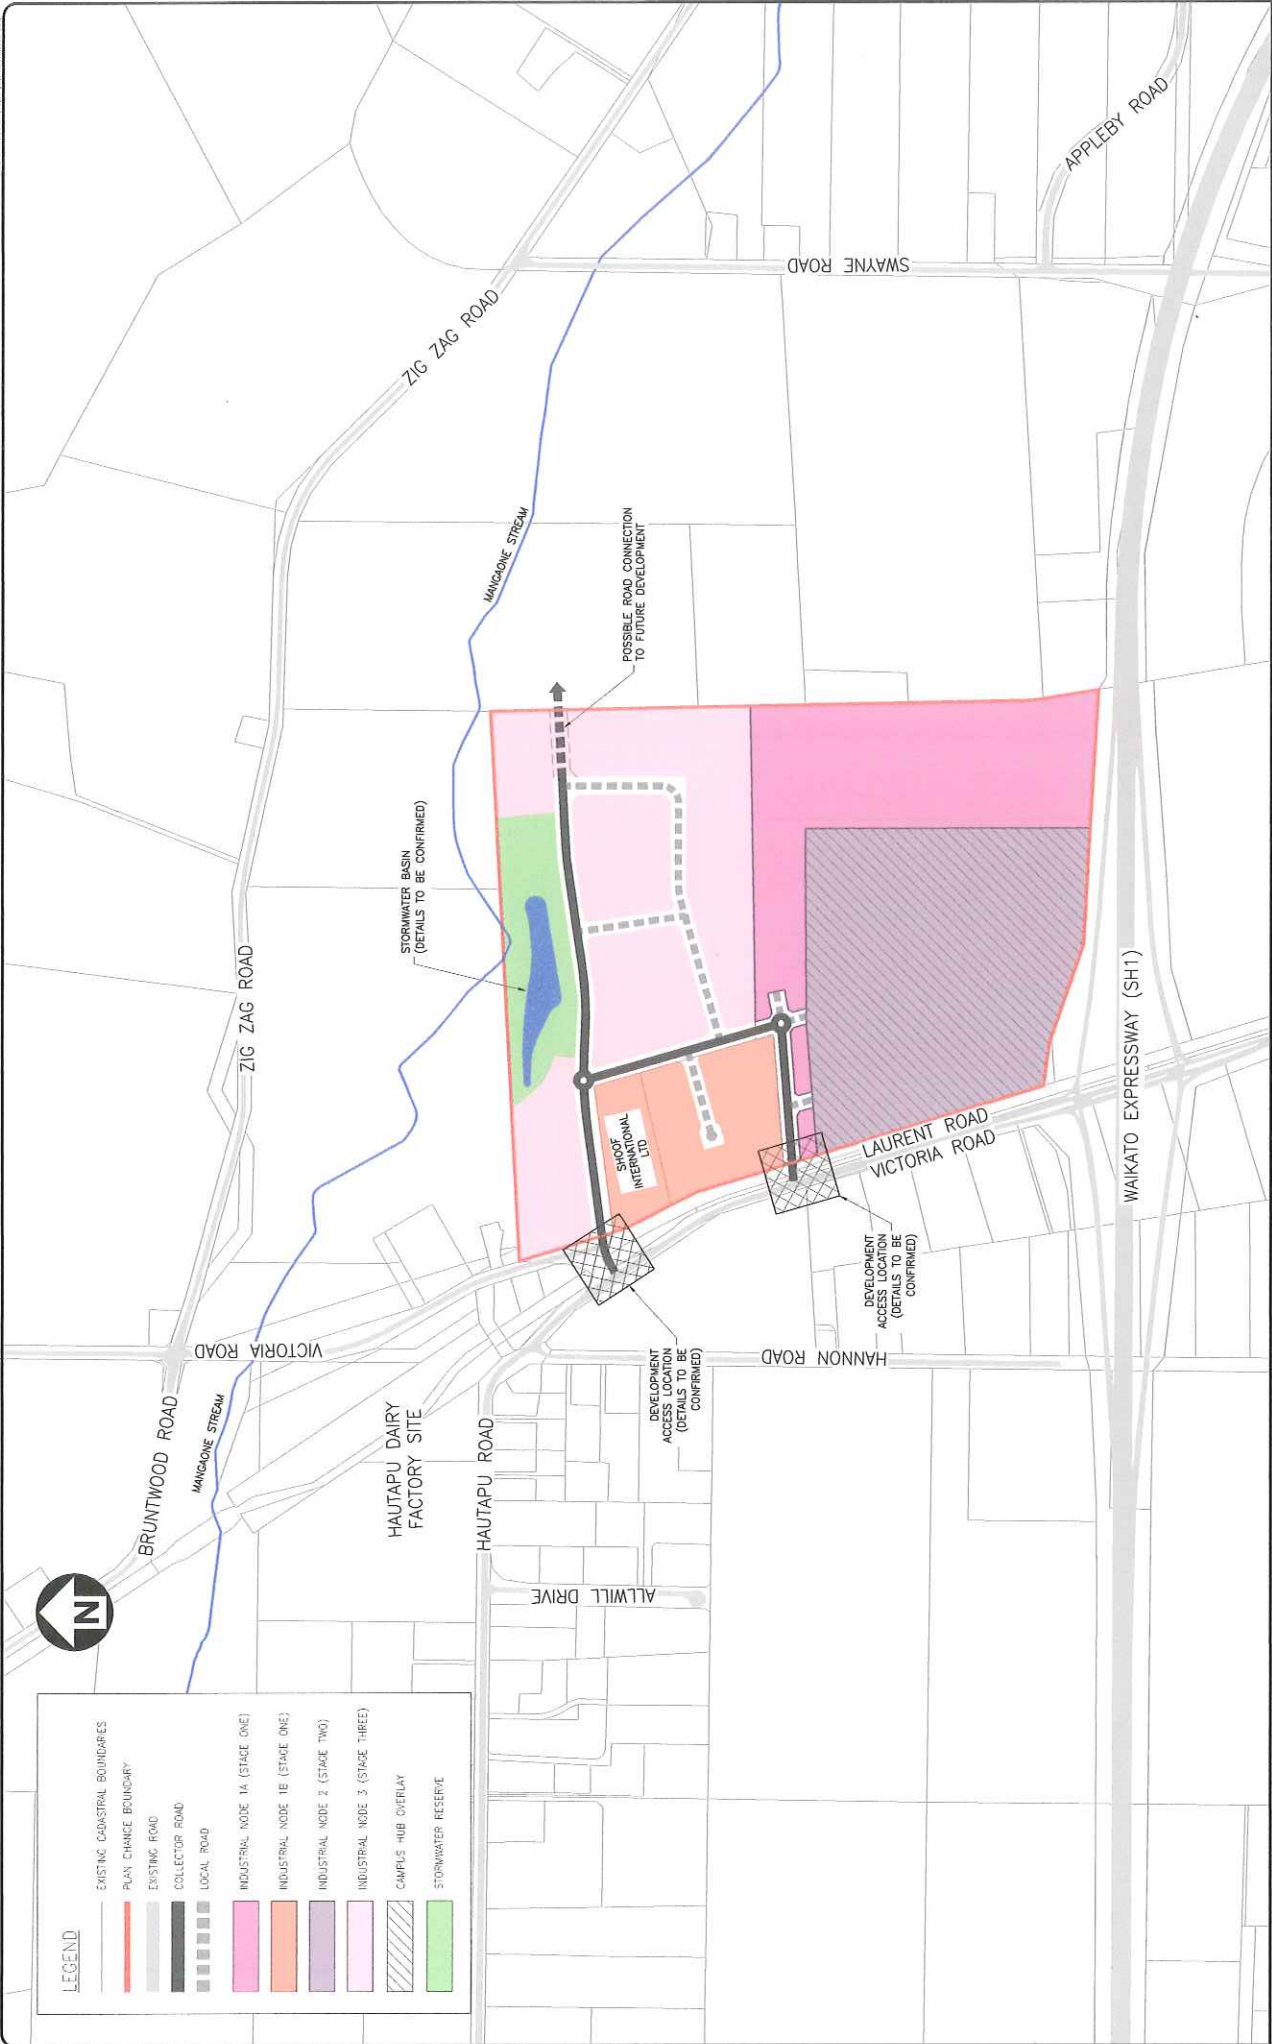 LEGEND
EXISTING CADASTRAL BOUNDARIES
PLAN CHANGE BOUNDARY
EXISTING ROAD
COLLECTOR ROAD
LOCAL ROAD
INDUSTRIAL NODE 1A (STAGE ONE)
INDUSTRIAL NODE 1B (STAGE ONE)
INDUSTRIAL NODE 2 (STAGE TWO)
INDUSTRIAL NODE 3 (STAGE THREE)
CAMPUS HUB OVERLAY
STORMWATER RESERVE
N
BRUNTWOOD ROAD
MANGAONE STREAM
VICTORIA ROAD
ZIG ZAG ROAD
ZIG ZAG ROAD
HAUTAPU DAIRY
FACTORY SITE
HAUTAPU ROAD
ALLWILL DRIVE
HANNON ROAD
STORMWATER BASIN
(DETAILS TO BE CONFIRMED)
MANGAONE STREAM
POSSIBLE ROAD CONNECTION
TO FUTURE DEVELOPMENT
SHOOF
INTERNATIONAL
LTD
DEVELOPMENT
ACCESS LOCATION
(DETAILS TO BE
CONFIRMED)
DEVELOPMENT
ACCESS LOCATION
(DETAILS TO BE
CONFIRMED)
LAURENT ROAD
VICTORIA ROAD
WAIKATO EXPRESSWAY (SH1)
SWAYNE ROAD
APPLEBY ROAD